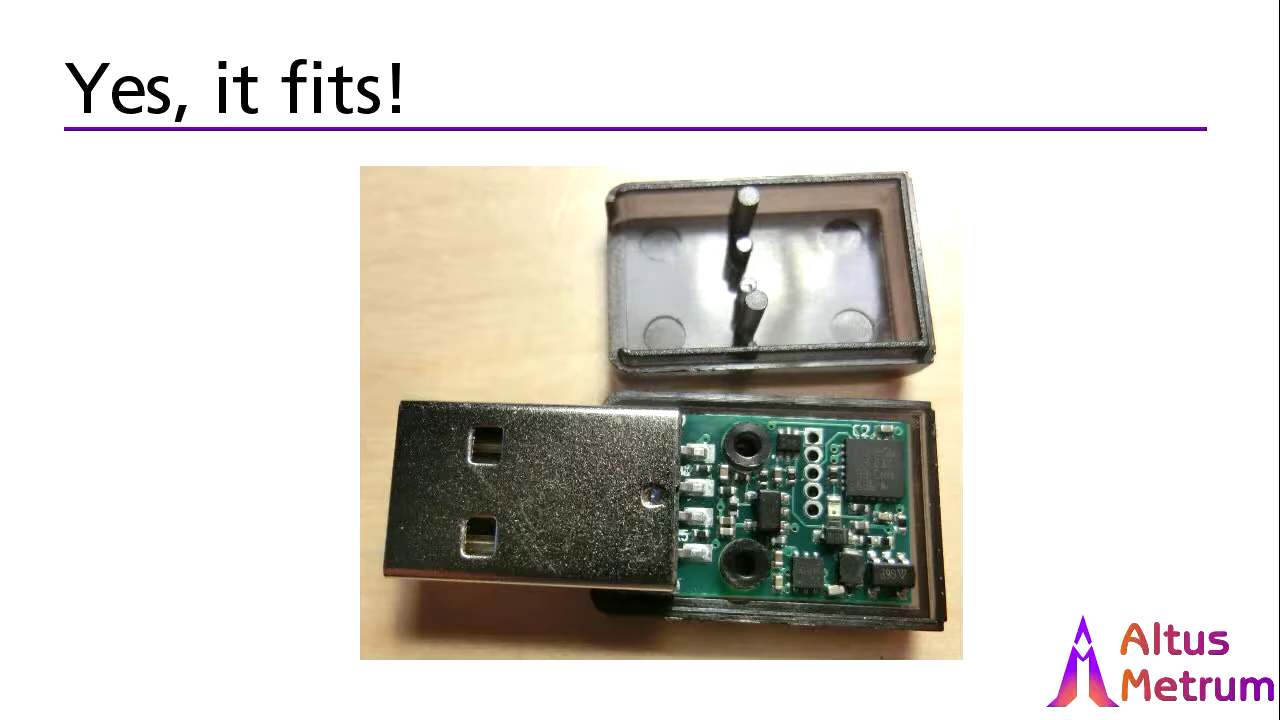 Yes, it fits!
C2
Altus
Metrum